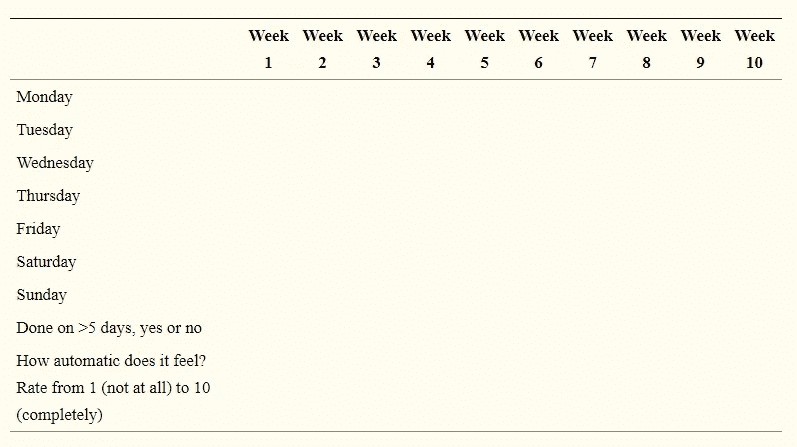 Week Week Week Week Week Week Week Week Week Week
1 2 3 4 5 6 7 8 9 10
Monday
Tuesday
Wednesday
Thursday
Friday
Saturday
Sunday
Done on >5 days, yes or no
How automatic does it feel?
Rate from 1 (not at all) to 10
(completely)